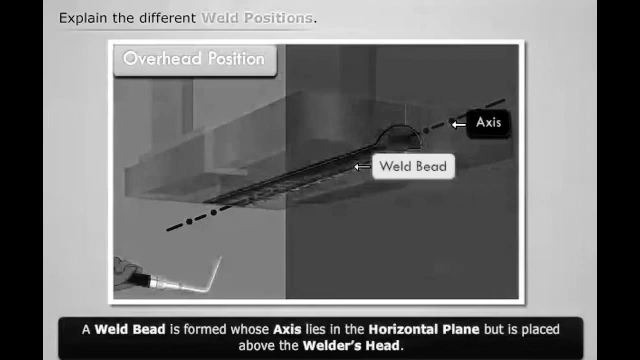 Explain the different Weld Positions.
Overhead Position
Axis
Weld Bead
A Weld Bead is formed whose Axis lies in the Horizontal Plane but is placed
above the Welder's Head.